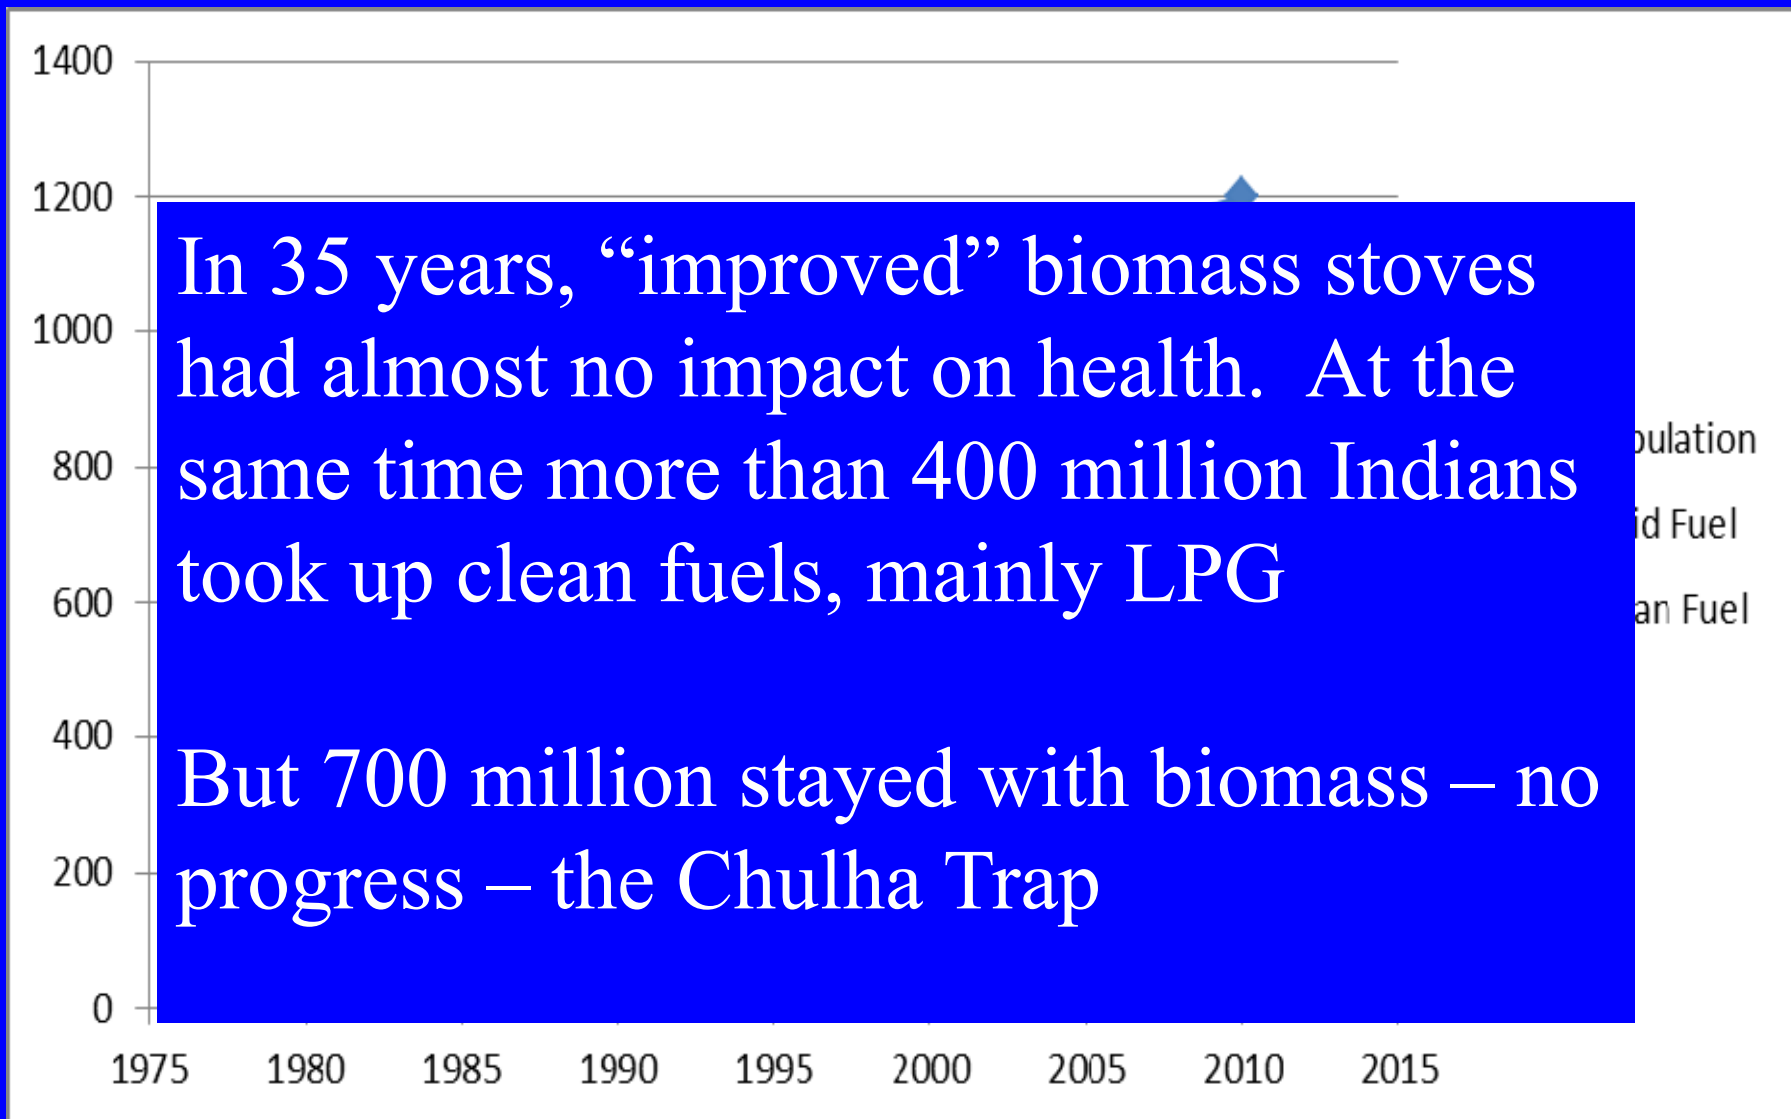 1400
1200
1000
800
600
400
200
0
In 35 years, “improved” biomass stoves
had almost no impact on health.  At the
same time more than 400 million Indians
took up clean fuels, mainly LPG
But 700 million stayed with biomass – no
progress – the Chulha Trap
Fuel
Fuel
1975 1980 1985 1990 1995 2000 2005 2010 2015